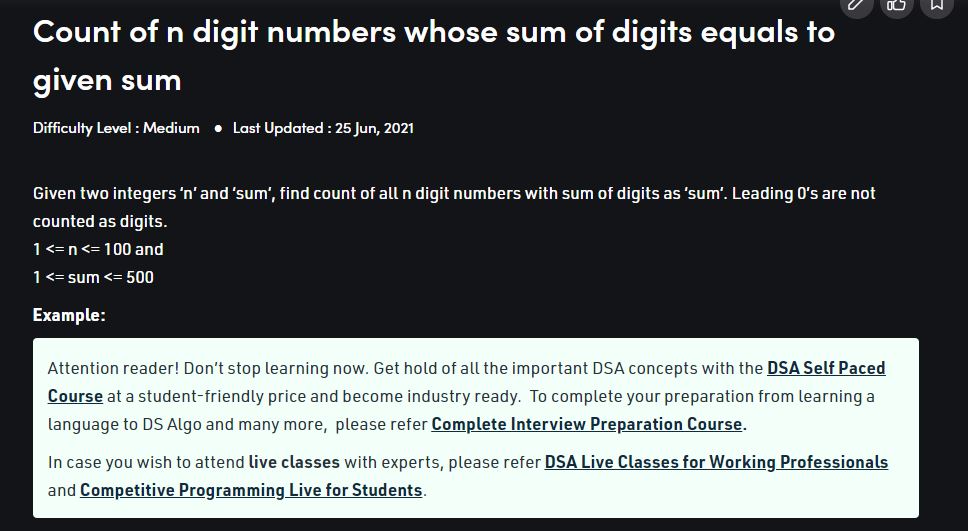 Count of n digit numbers whose sum of digits equals to
given sum
Difficulty Level : Medium ● Last Updated : 25 Jun, 2021
Given two integers ‘n’ and ‘sum’, find count of all n digit numbers with sum of digits as ‘sum’. Leading 0’s are not
counted as digits.
1 <= n <= 100 and
1 <= sum <= 500
Example:
Attention reader! Don’t stop learning now. Get hold of all the important DSA concepts with the DSA Self Paced
Course at a student-friendly price and become industry ready. To complete your preparation from learning a
language to DS Algo and many more, please refer Complete Interview Preparation Course.
In case you wish to attend live classes with experts, please refer DSA Live Classes for Working Professionals
and Competitive Programming Live for Students.